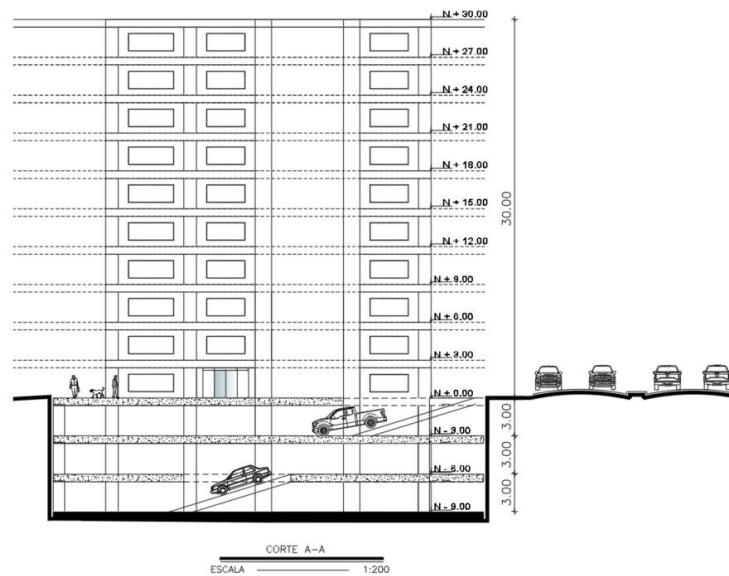 N + 30.00
N + 27.00
N + 24.00
N + 21.00
N + 18.00
N + 15.00
30.00
N + 12.00
N + 9.00
N + 6.00
N + 3.00
N + 0.00
3.00
N - 3.00
3.00
N - 6.00
3.00
N - 9.00
CORTE A-A
ESCALA 1:200